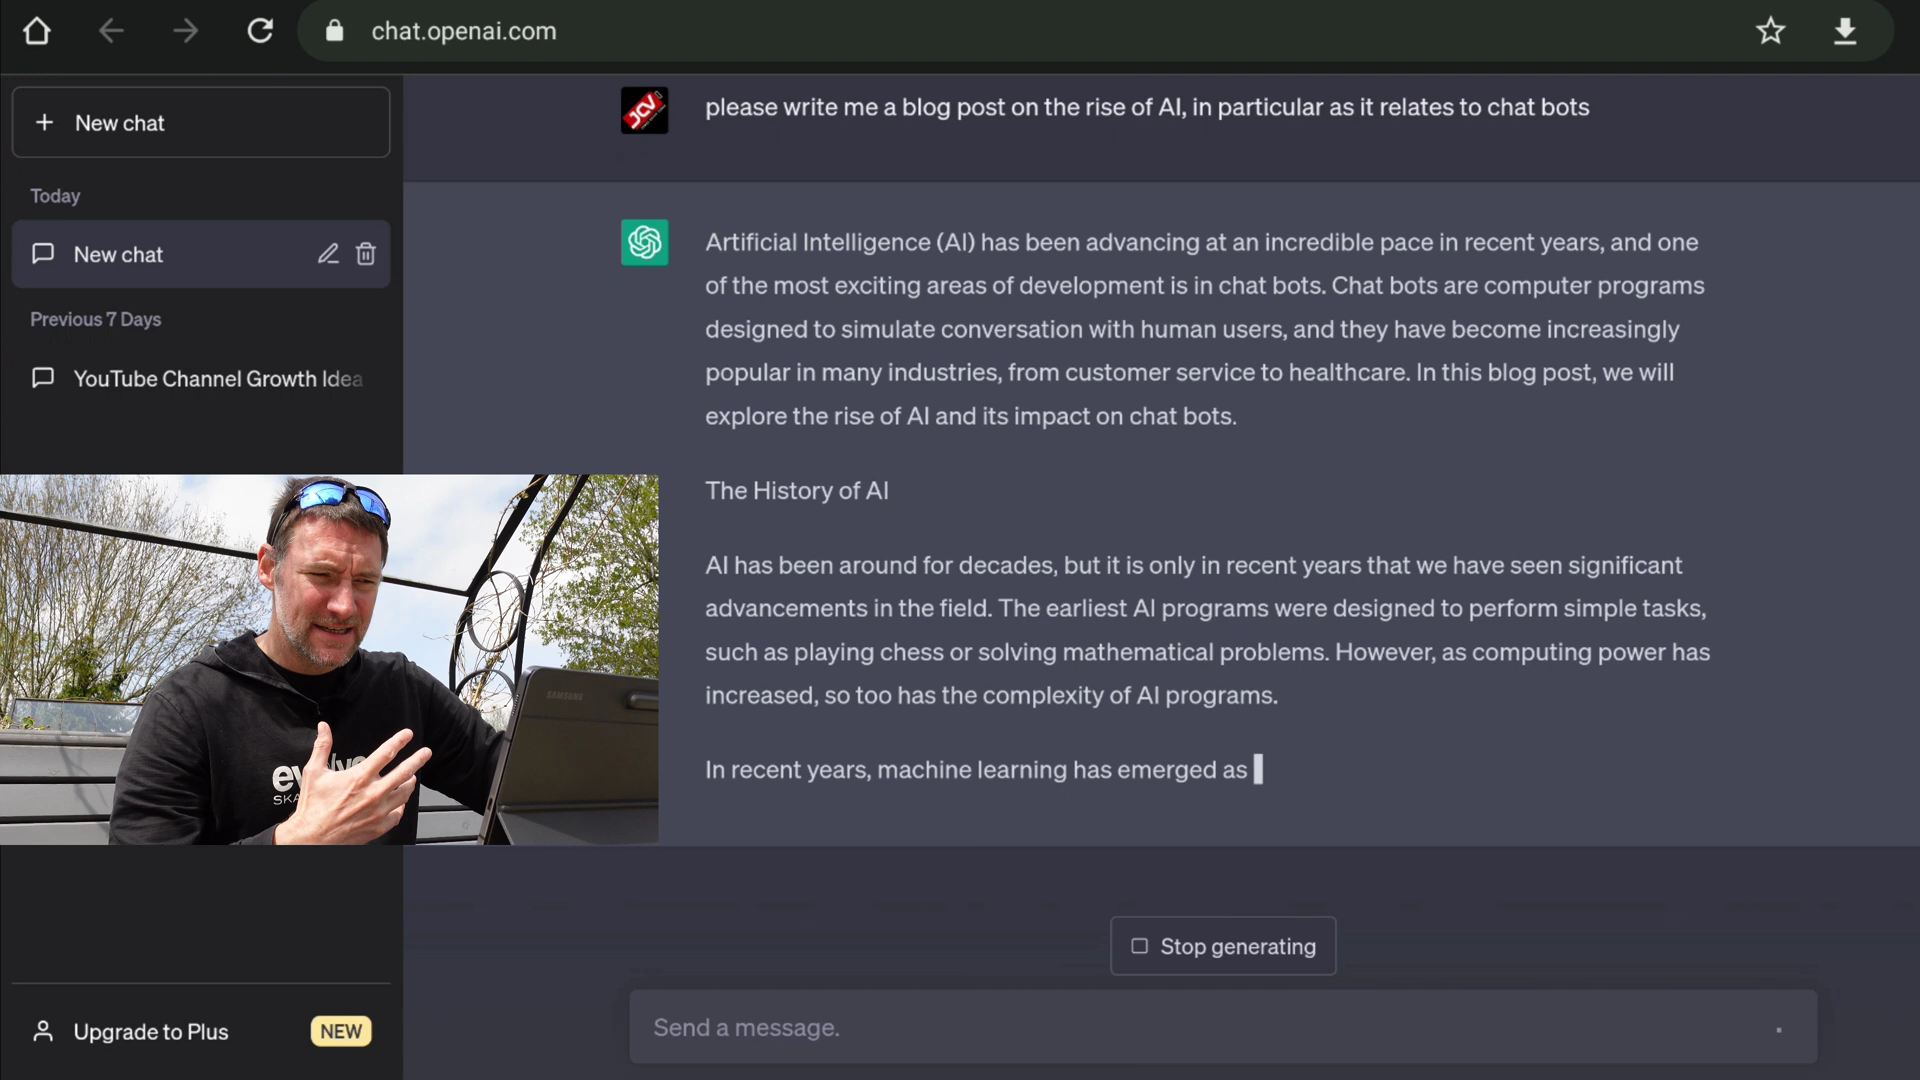 chat.openai.com
New chat
Today
New chat
Previous 7 Days
YouTube Channel Growth Idea
JCV
please write me a blog post on the rise of AI, in particular as it relates to chat bots
Artificial Intelligence (AI) has been advancing at an incredible pace in recent years, and one
of the most exciting areas of development is in chat bots. Chat bots are computer programs
designed to simulate conversation with human users, and they have become increasingly
popular in many industries, from customer service to healthcare. In this blog post, we will
explore the rise of AI and its impact on chat bots.
The History of AI
AI has been around for decades, but it is only in recent years that we have seen significant
advancements in the field. The earliest AI programs were designed to perform simple tasks,
such as playing chess or solving mathematical problems. However, as computing power has
increased, so too has the complexity of AI programs.
In recent years, machine learning has emerged as
SAMSUNG
Stop generating
Send a message.
Upgrade to Plus
NEW